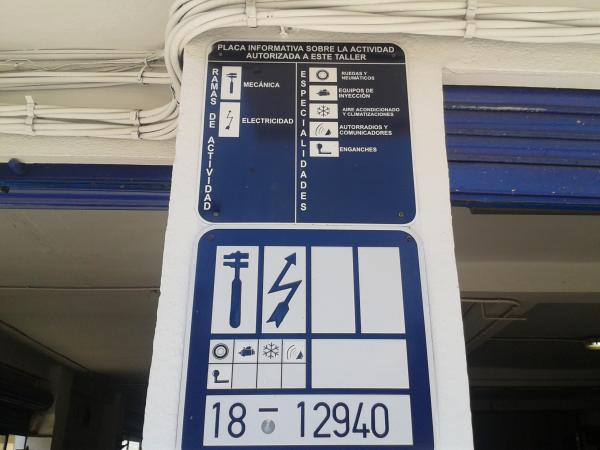 PLACA INFORMATIVA SOBRE LA ACTIVIDAD
AUTORIZADA A ESTE TALLER
RAMAS DE ACTIVIDAD
MECÁNICA
ELECTRICIDAD
ESPECIALIDADES
RUEDAS Y
NEUMÁTICOS
EQUIPOS DE
INYECCIÓN
AIRE ACONDICIONADO
Y CLIMATIZACIONES
AUTORRADIOS Y
COMUNICADORES
ENGANCHES
18 - 12940